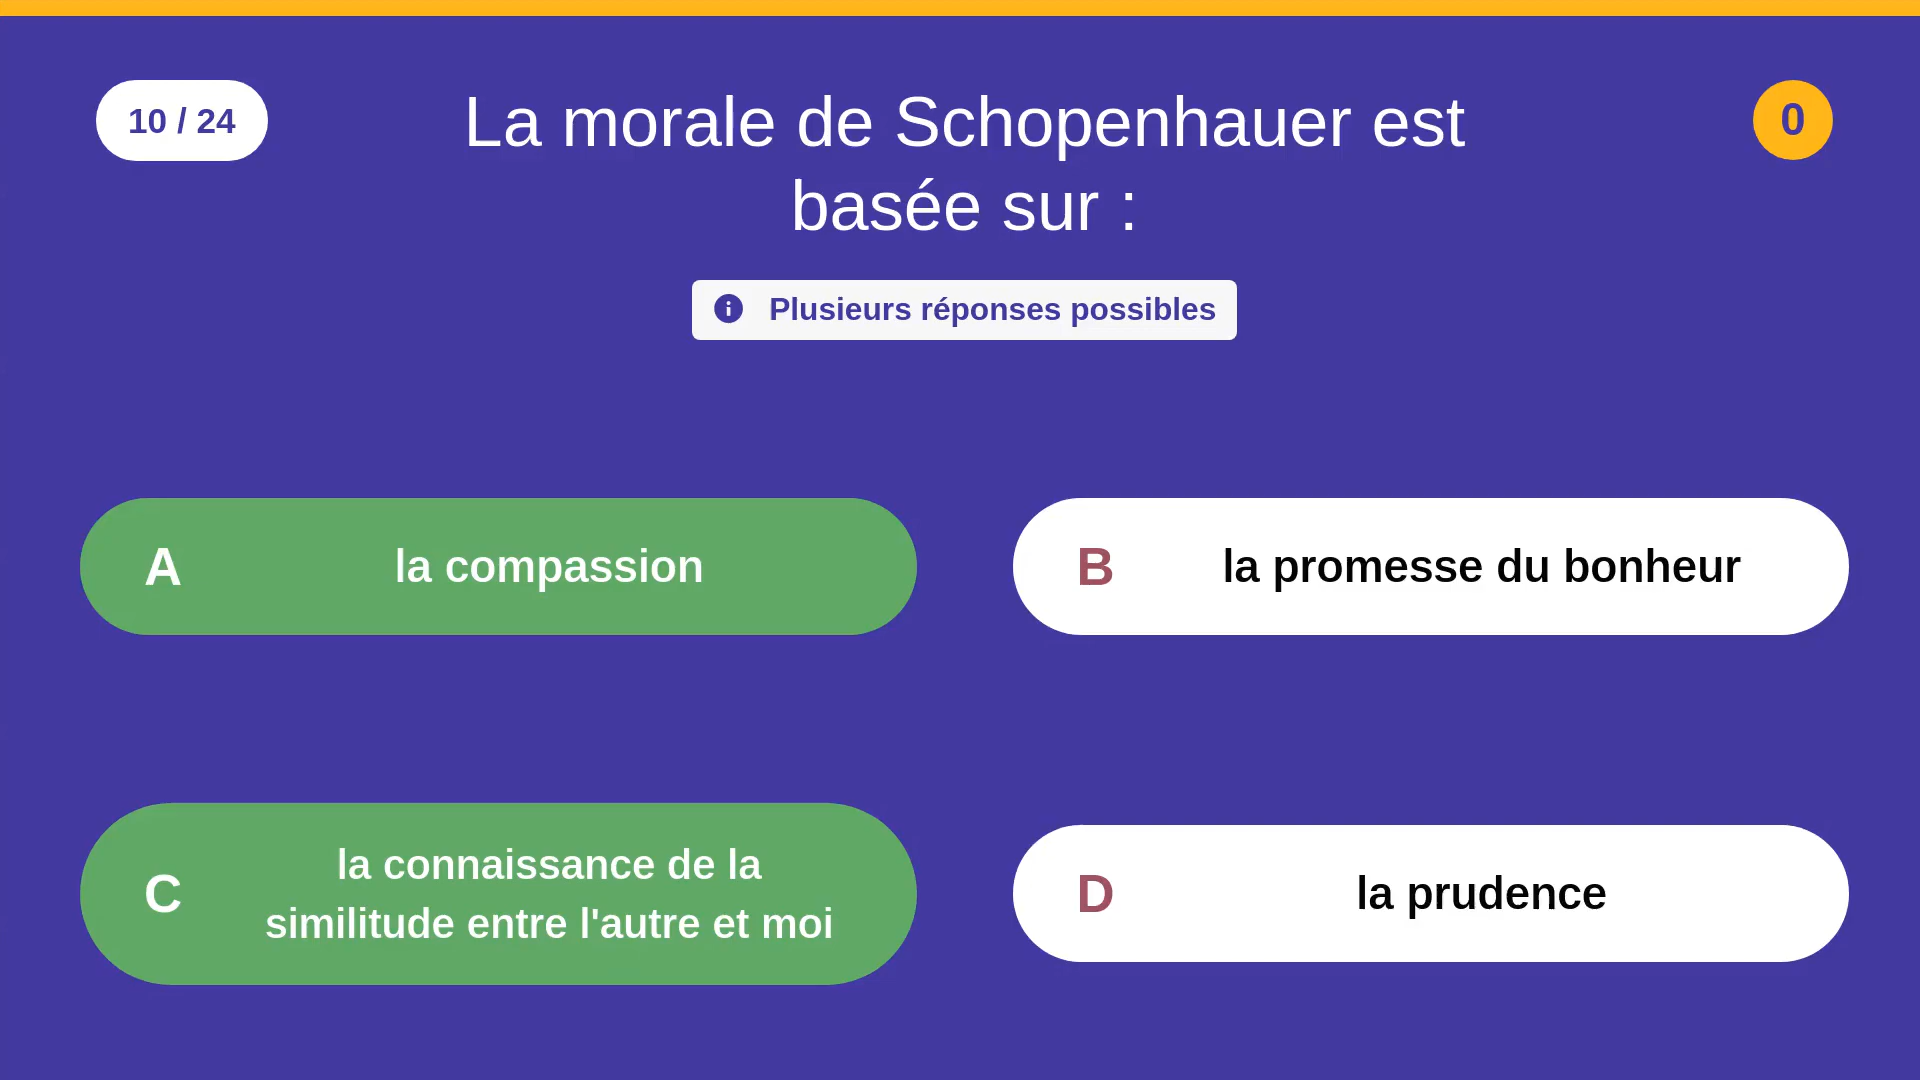 10 / 24
La morale de Schopenhauer est
basée sur :
0
Plusieurs réponses possibles
A
la compassion
B
la promesse du bonheur
C
la connaissance de la
similitude entre l'autre et moi
D
la prudence